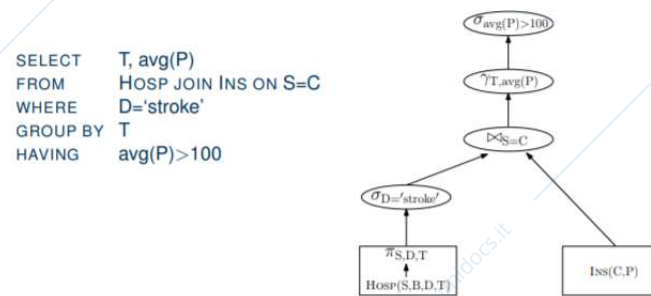 SELECT T, avg(P)
FROM HOSP JOIN INS ON S=C
WHERE D='stroke'
GROUP BY T
HAVING avg(P)>100
σavg(P)>100
γT,avg(P)
⋈S=C
σD='stroke'
πS,D,T
HOSP(S,B,D,T)
INS(C,P)